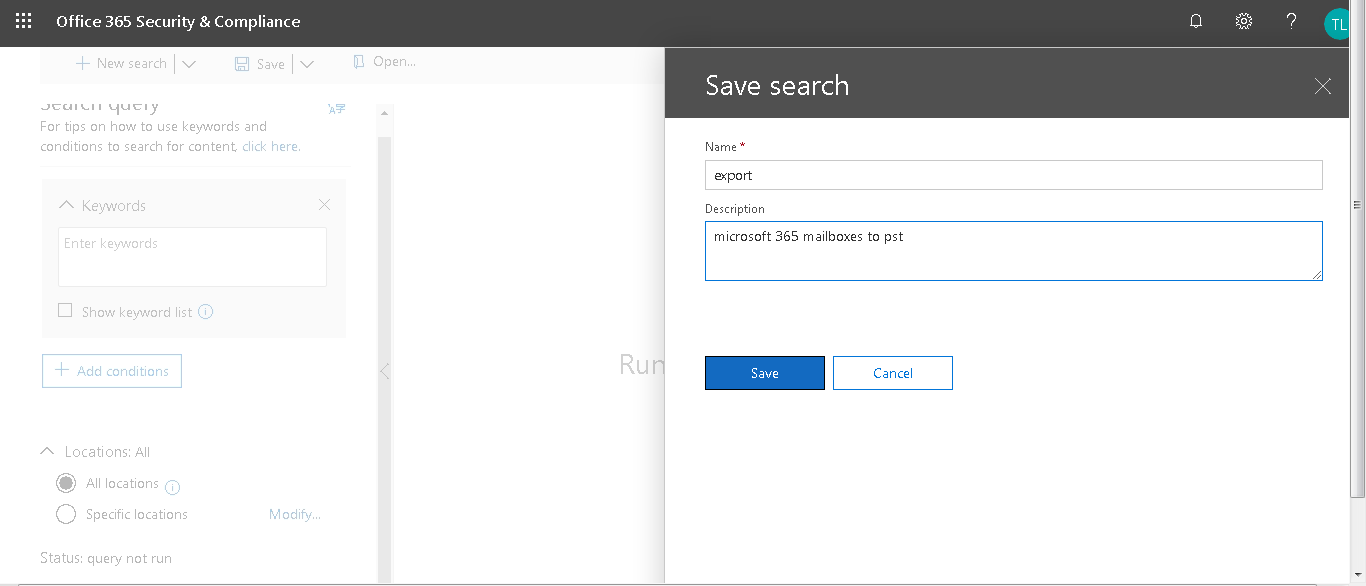 Office 365 Security & Compliance
TL
New search
Save
Open...
Search query
A字
For tips on how to use keywords and
conditions to search for content, click here.
Keywords
Enter keywords
Show keyword list
Add conditions
Locations: All
All locations
Specific locations
Modify...
Status: query not run
Run
Save search
Name *
export
Description
microsoft 365 mailboxes to pst
Save
Cancel